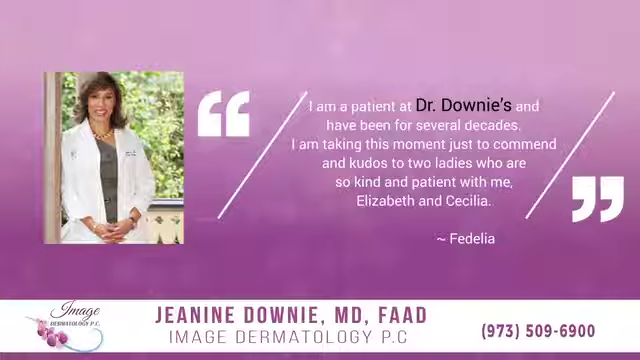 I am a patient at Dr. Downie's and
have been for several decades.
I am taking this moment just to commend
and kudos to two ladies who are
so kind and patient with me,
Elizabeth and Cecilia.
~ Fedelia
Image
DERMATOLOGY P.C.
JEANINE DOWNIE, MD, FAAD
IMAGE DERMATOLOGY P.C
(973) 509-6900